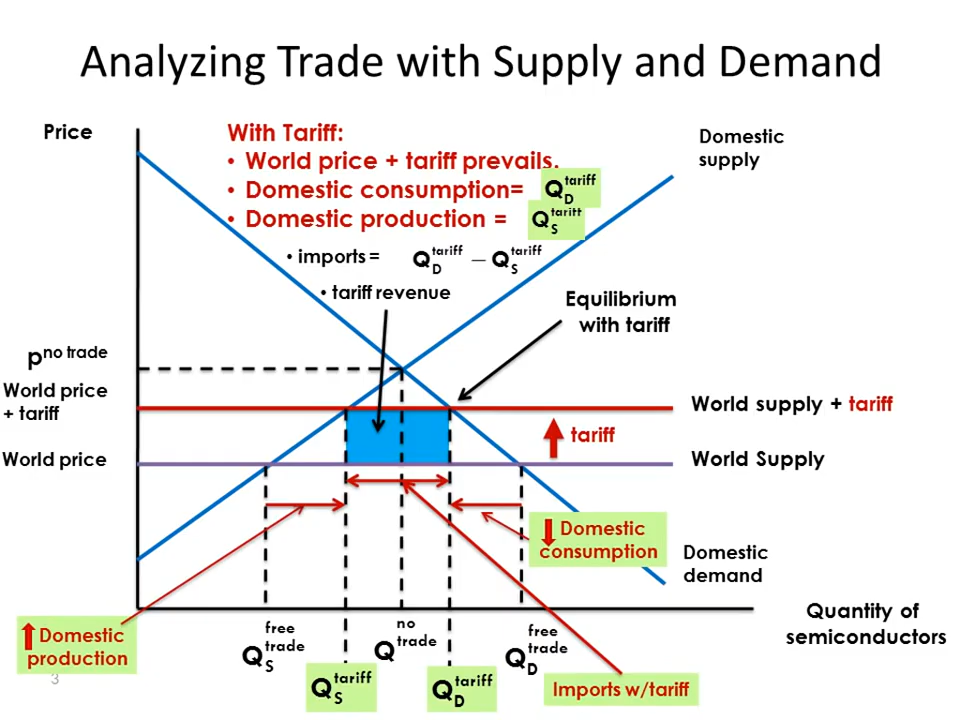 Analyzing Trade with Supply and Demand
Price
With Tariff:
• World price + tariff prevails.
• Domestic consumption= Q_D^tariff
• Domestic production = Q_S^tariff
• imports = Q_D^tariff — Q_S^tariff
• tariff revenue
Domestic
supply
Equilibrium
with tariff
p^no trade
World price
+ tariff
World price
World supply + tariff
tariff
World Supply
Domestic
consumption
Domestic
demand
Quantity of
semiconductors
Domestic
production
Q_S^free trade
Q^no trade
Q_D^free trade
Q_S^tariff
Q_D^tariff
Imports w/tariff
3